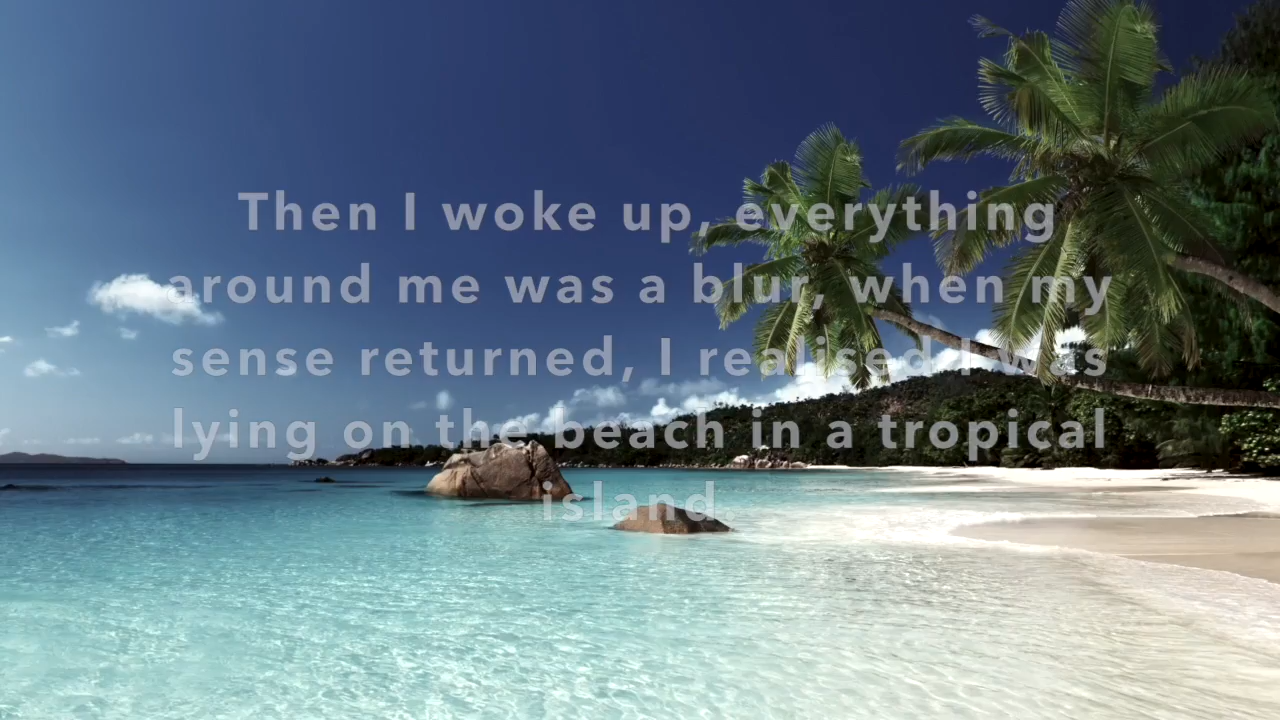 Then I woke up, everything
around me was a blur, when my
sense returned, I realised I was
lying on the beach in a tropical
island.